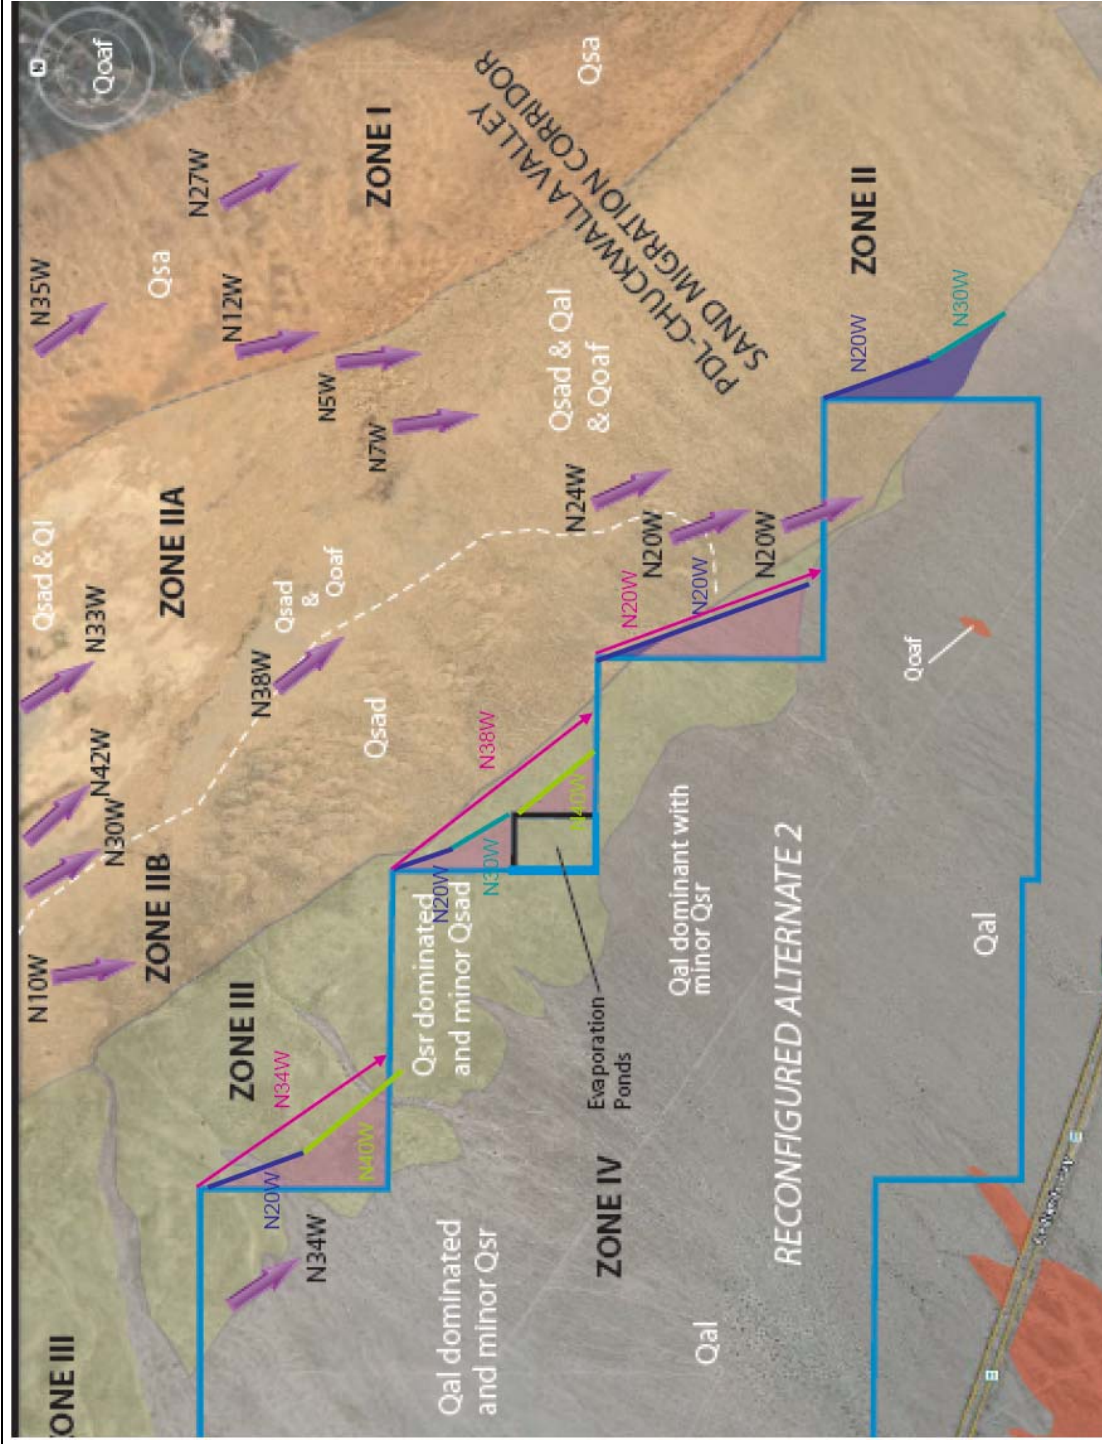 ONE III
N10W
N35W
Qsad & Ql
N33W
N42W
N30W
N
Qoaf
ZONE IIB
ZONE IIA
Qsa
N27W
N12W
ZONE III
N38W
Qsad
&
Qoaf
N34W
N20W
N34W
N5W
N7W
ZONE I
Qsad
N40W
Qsr dominated
and minor Qsad
N20W
N30W
N38W
Qal dominated
and minor Qsr
PDL-CHUCKWALLA VALLEY
SAND MIGRATION CORRIDOR
Qsad & Qal
& Qoaf
Qsa
N24W
N40W
Evaporation
Ponds
ZONE IV
N20W
N20W
N20W
N20W
Qal dominant with
minor Qsr
Qal
RECONFIGURED ALTERNATE 2
ZONE II
N20W
N30W
Qoaf
Qal